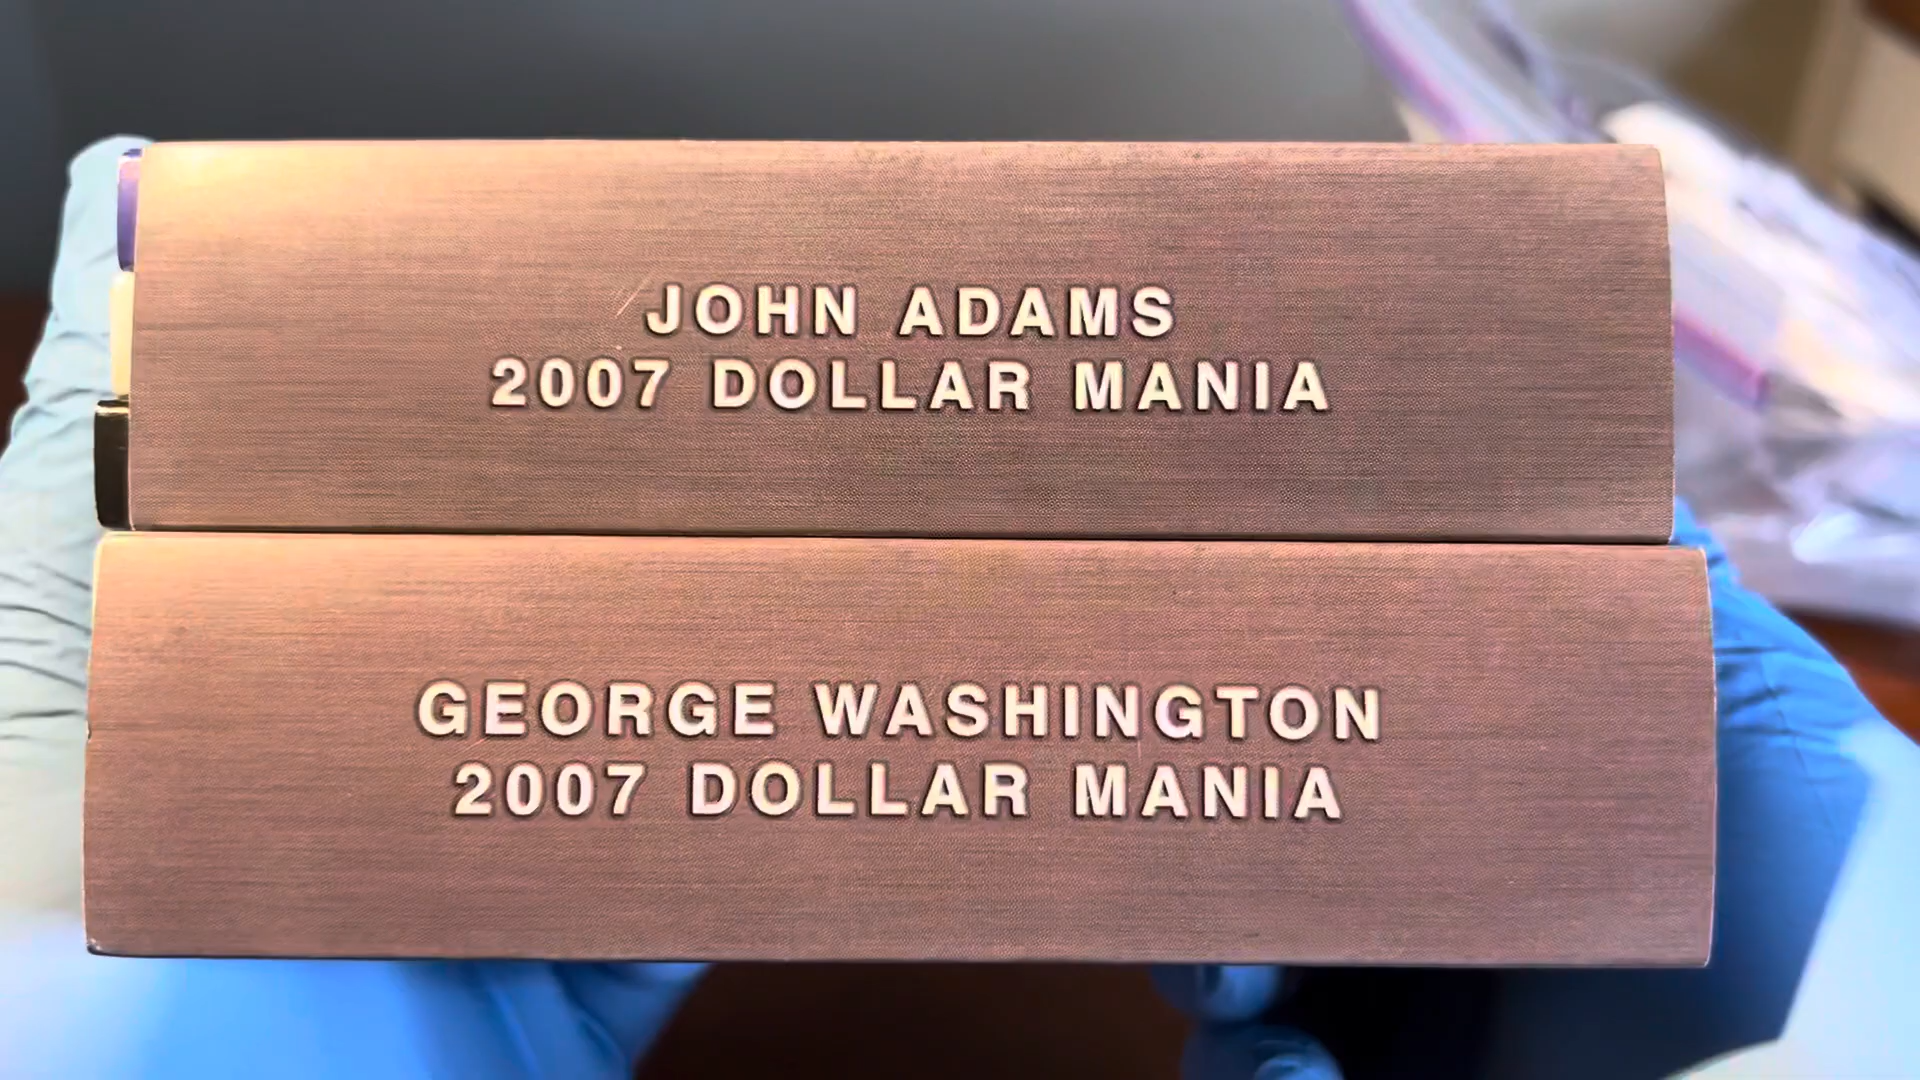 JOHN ADAMS
2007 DOLLAR MANIA
GEORGE WASHINGTON
2007 DOLLAR MANIA